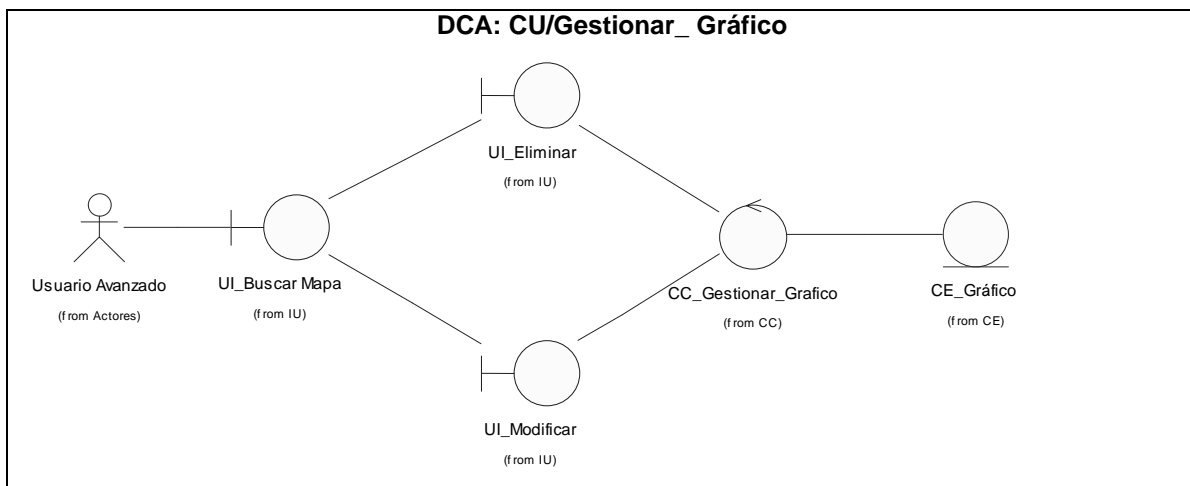 DCA: CU/Gestionar_ Gráfico
UI_Eliminar
(from IU)
Usuario Avanzado
(from Actores)
UI_Buscar Mapa
(from IU)
CC_Gestionar_Grafico
(from CC)
CE_Gráfico
(from CE)
UI_Modificar
(from IU)